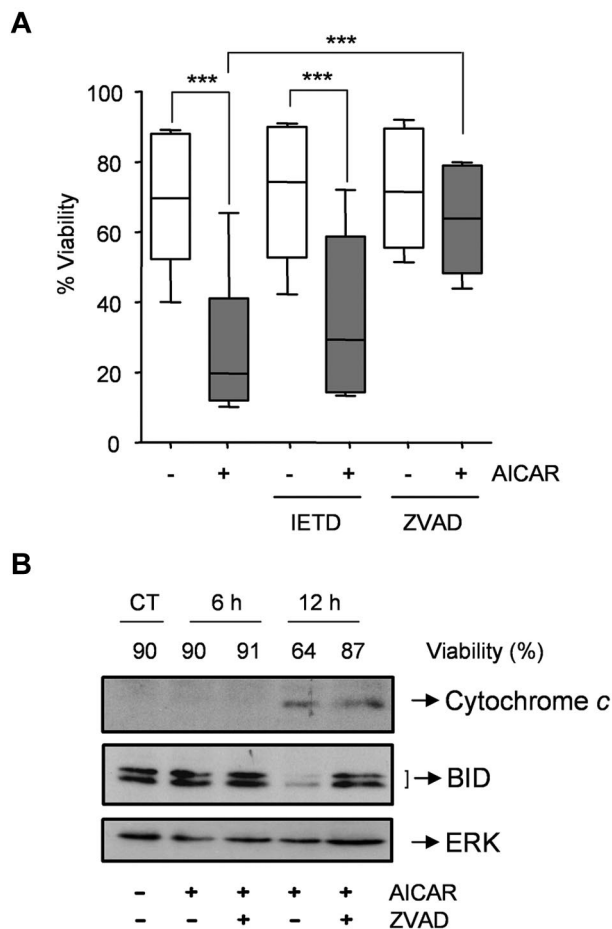 A
***
*** ***
100
80
60
40
20
0
% Viability
- + - + - + AICAR
IETD ZVAD
B
CT 6 h 12 h
90 90 91 64 87 Viability (%)
Cytochrome c
] BID
ERK
- + + + + AICAR
- - + - + ZVAD